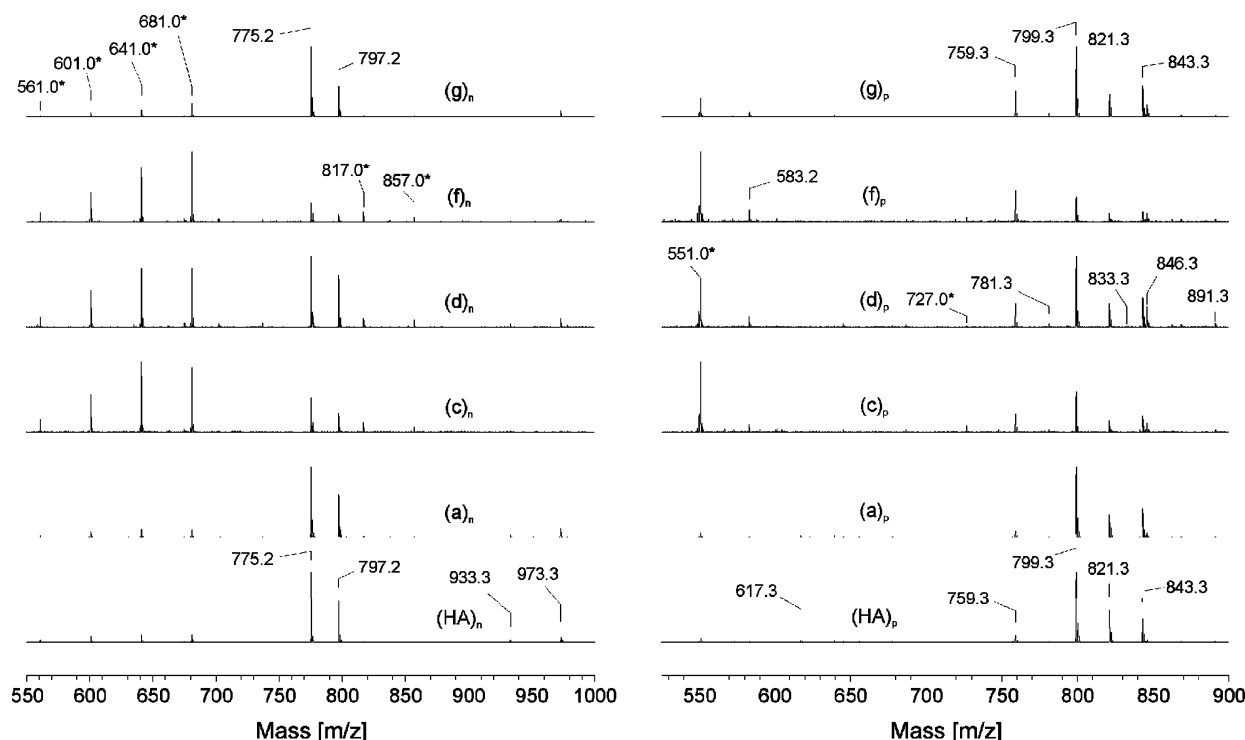 561.0*
601.0*
641.0*
681.0*
775.2
797.2
(g)ₙ
817.0*
857.0*
(f)ₙ
(d)ₙ
(c)ₙ
(a)ₙ
775.2
797.2
933.3
973.3
(HA)ₙ
550 600 650 700 750 800 850 900 950 1000
Mass [m/z]
759.3
799.3
821.3
843.3
(g)ₚ
583.2
(f)ₚ
551.0*
727.0*
781.3
833.3
846.3
891.3
(d)ₚ
(c)ₚ
(a)ₚ
617.3
759.3
799.3
821.3
843.3
(HA)ₚ
550 600 650 700 750 800 850 900
Mass [m/z]